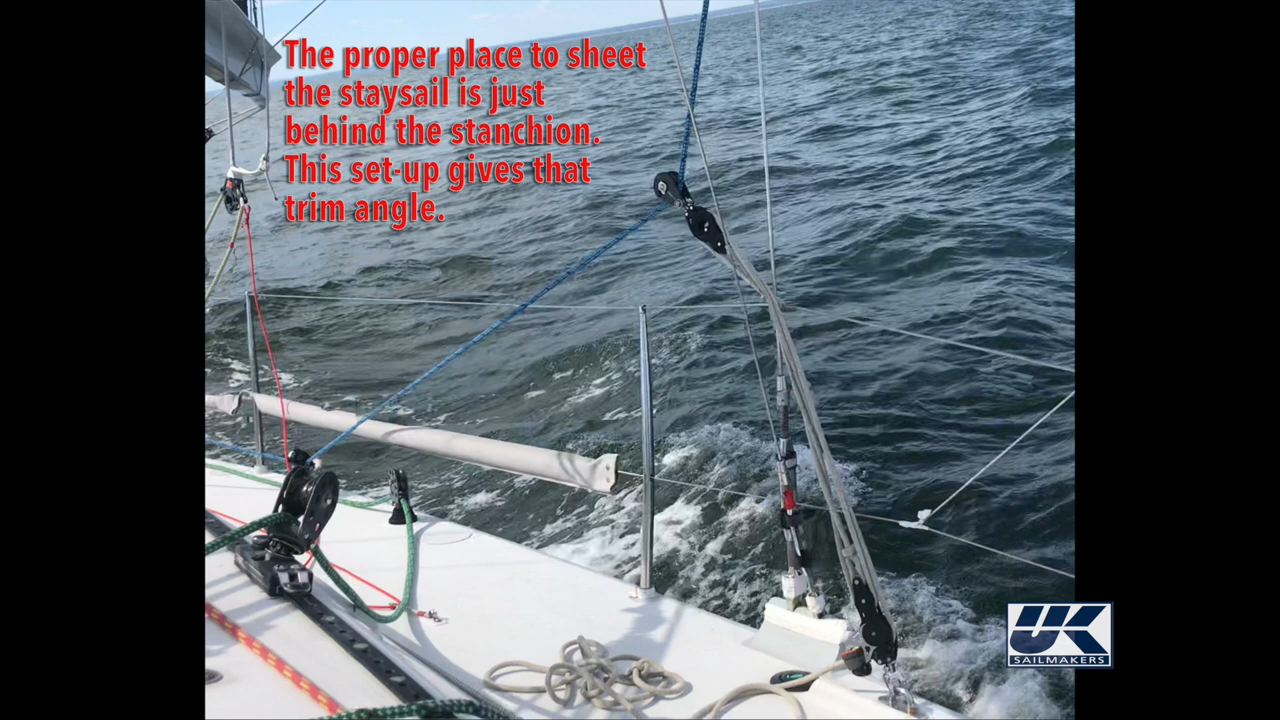 The proper place to sheet
the staysail is just
behind the stanchion.
This set-up gives that
trim angle.
UK
SAILMAKERS